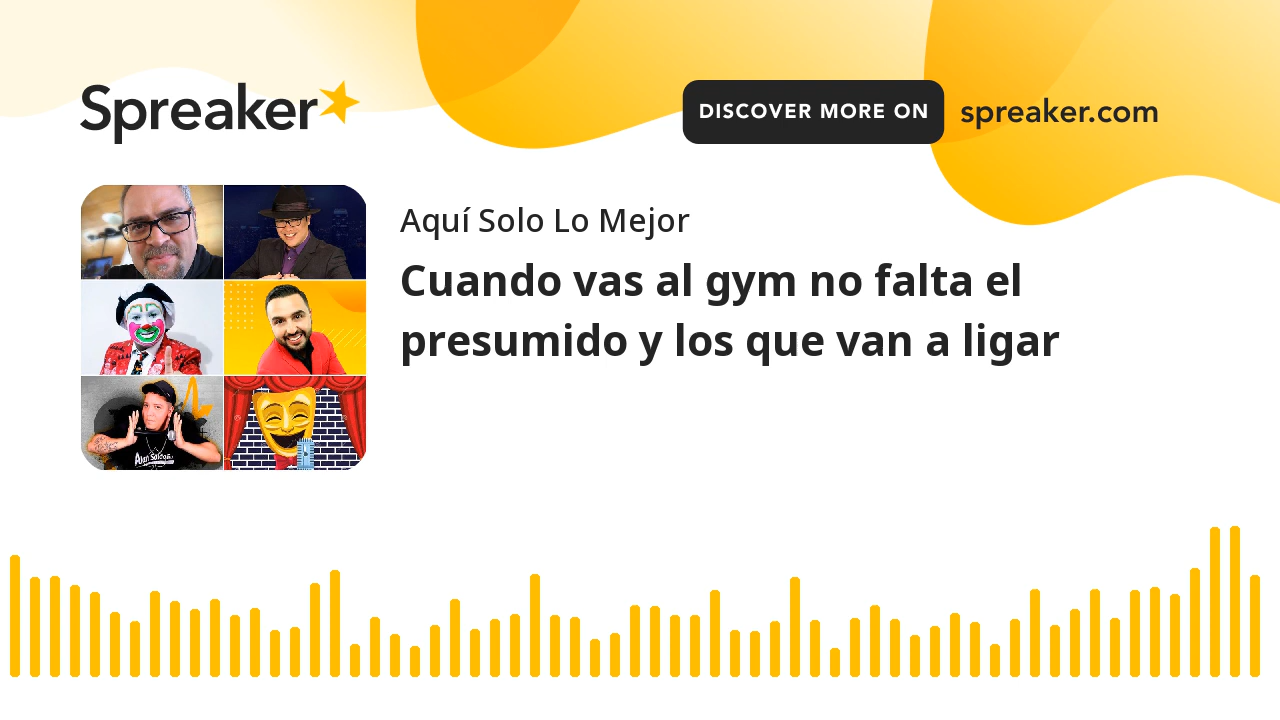 Spreaker
DISCOVER MORE ON
spreaker.com
Aquí Solo Lo Mejor
Cuando vas al gym no falta el
presumido y los que van a ligar